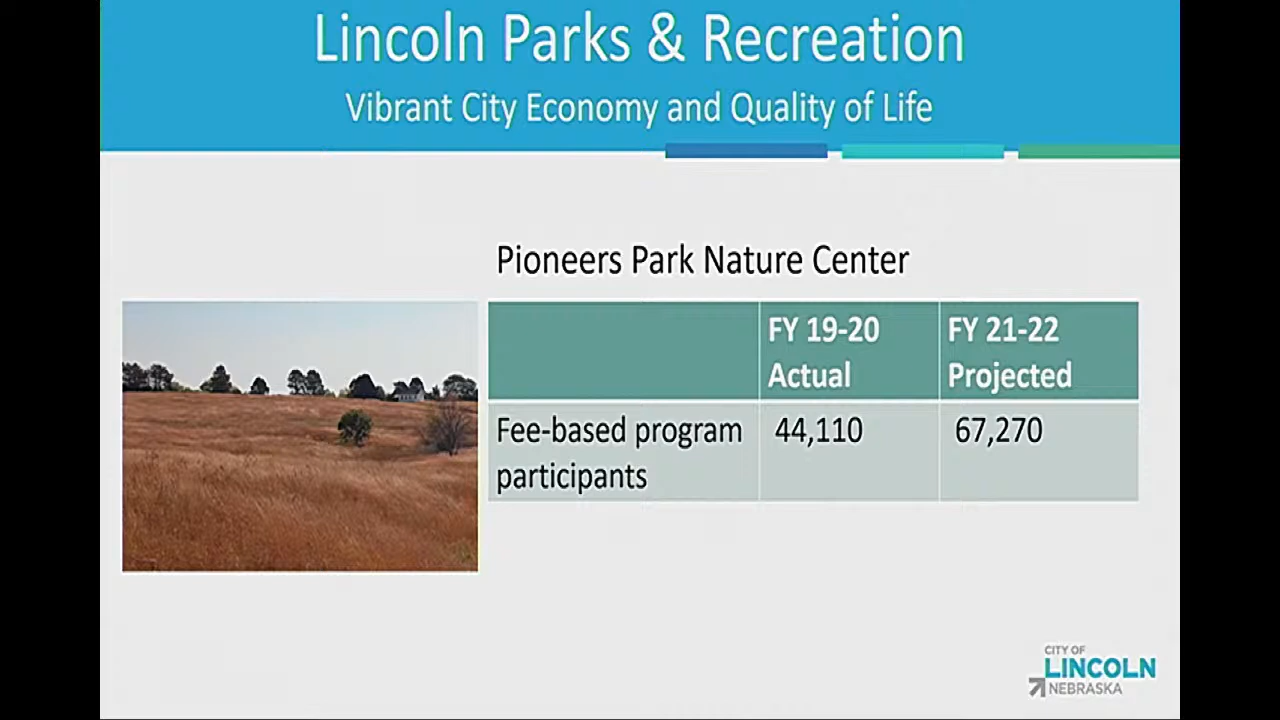 Lincoln Parks & Recreation
Vibrant City Economy and Quality of Life
Pioneers Park Nature Center
FY 19-20
Actual
FY 21-22
Projected
Fee-based program
participants
44,110
67,270
CITY OF
LINCOLN
NEBRASKA